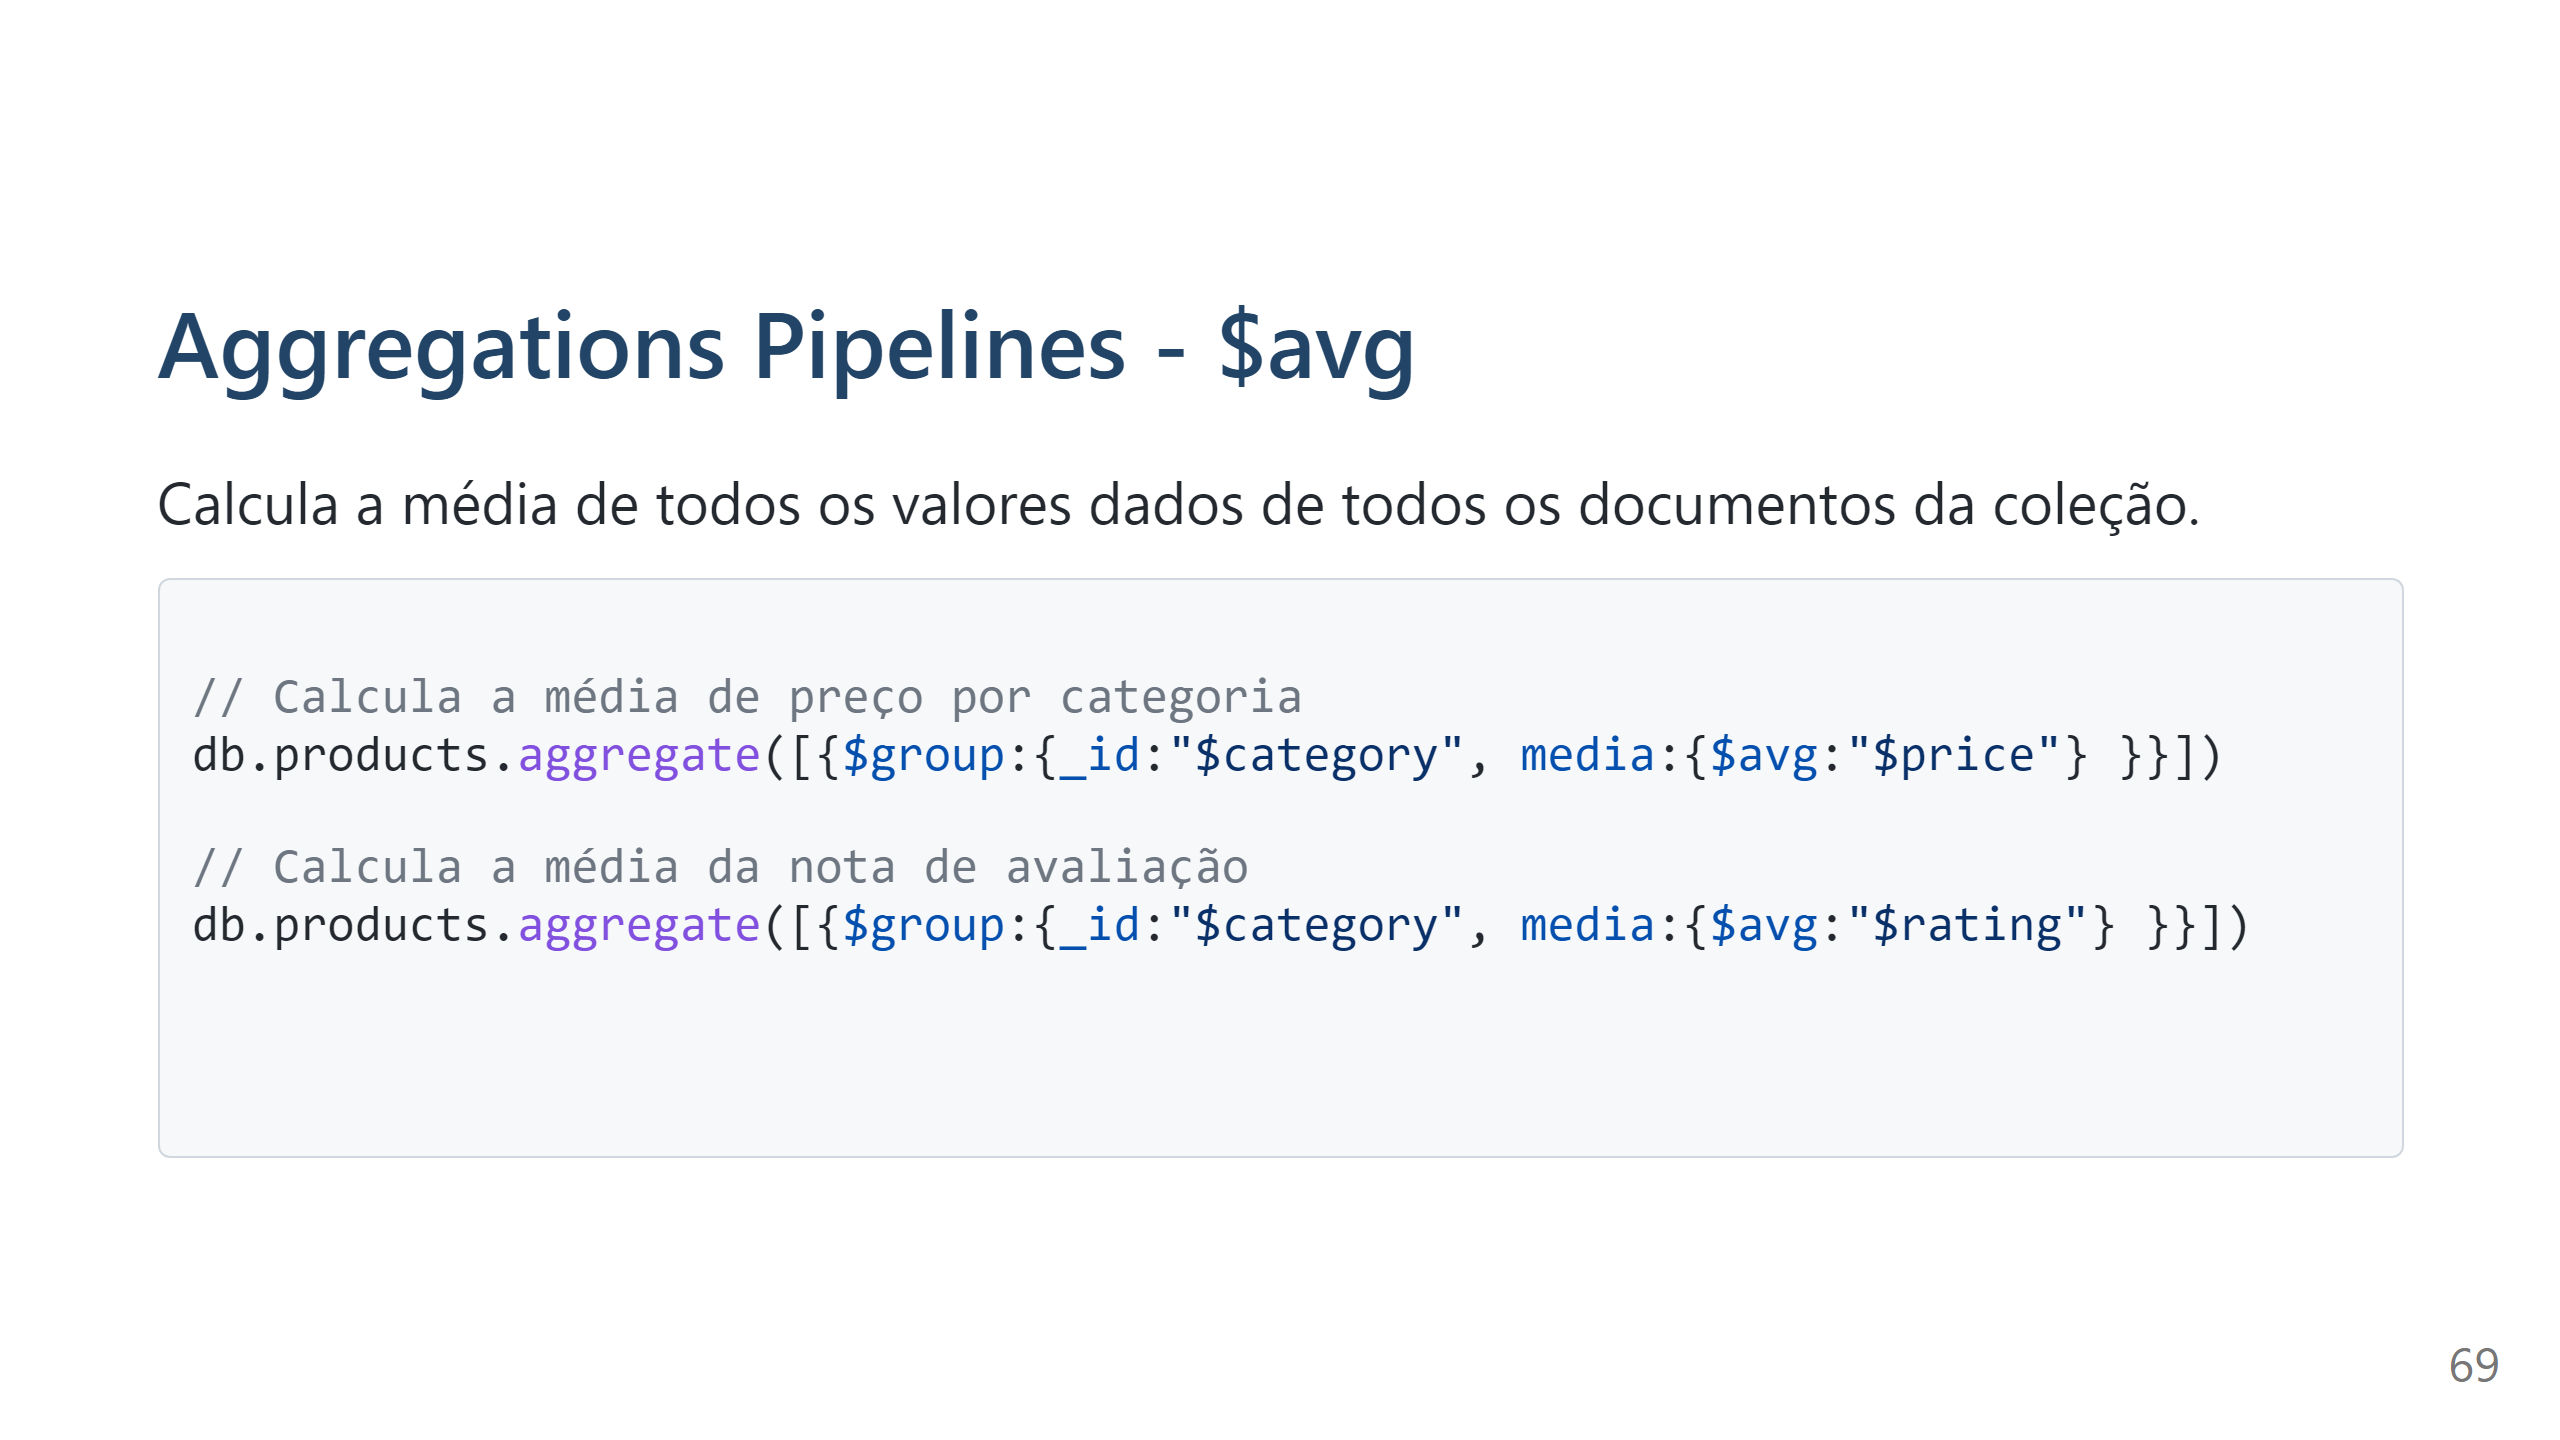 Aggregations Pipelines - $avg
Calcula a média de todos os valores dados de todos os documentos da coleção.
// Calcula a média de preço por categoria
db.products.aggregate([{$group:{_id:"$category", media:{$avg:"$price"} }}])
// Calcula a média da nota de avaliação
db.products.aggregate([{$group:{_id:"$category", media:{$avg:"$rating"} }}])
69